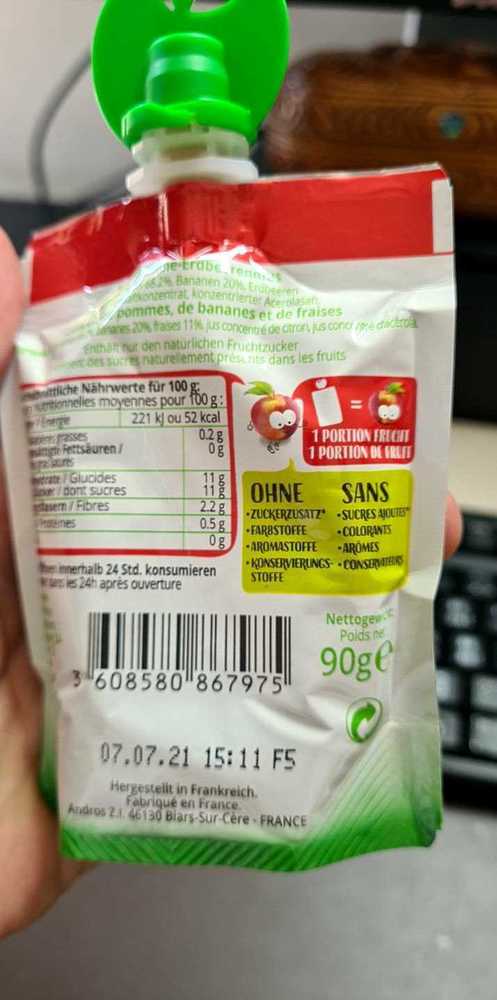 68.2%, Bananen 20%, Erdbeeren
konzentrat, konzentrierter Acerolasaft.
pommes, de bananes et de fraises
bananes 20%, fraises 11%, jus concentré de citron, jus concentré d'acérola.
Enthält nur den natürlichen Fruchtzucker
des sucres naturellement présents dans les fruits
Nährwerte für 100 g:
nutritionnelles moyennes pour 100 g:
Energie 221 kJ ou 52 kcal
grasses 0.2 g
Fettsäuren / 0 g
saturés
/ Glucides 11 g
/ dont sucres 11 g
/ Fibres 2.2 g
Protéines 0.5 g
0 g
innerhalb 24 Std. konsumieren
les 24h après ouverture
=
1 PORTION FRUCHT
1 PORTION DE FRUIT
OHNE SANS
•ZUCKERZUSATZ* •SUCRES AJOUTÉS*
•FARBSTOFFE •COLORANTS
•AROMASTOFFE •ARÔMES
•KONSERVIERUNGS- •CONSERVATEURS
STOFFE
Nettogewicht
Poids net
90g e
3 608580 867975
07.07.21 15:11 F5
Hergestellt in Frankreich.
Fabriqué en France.
Andros Z.I. 46130 Biars-Sur-Cère - FRANCE